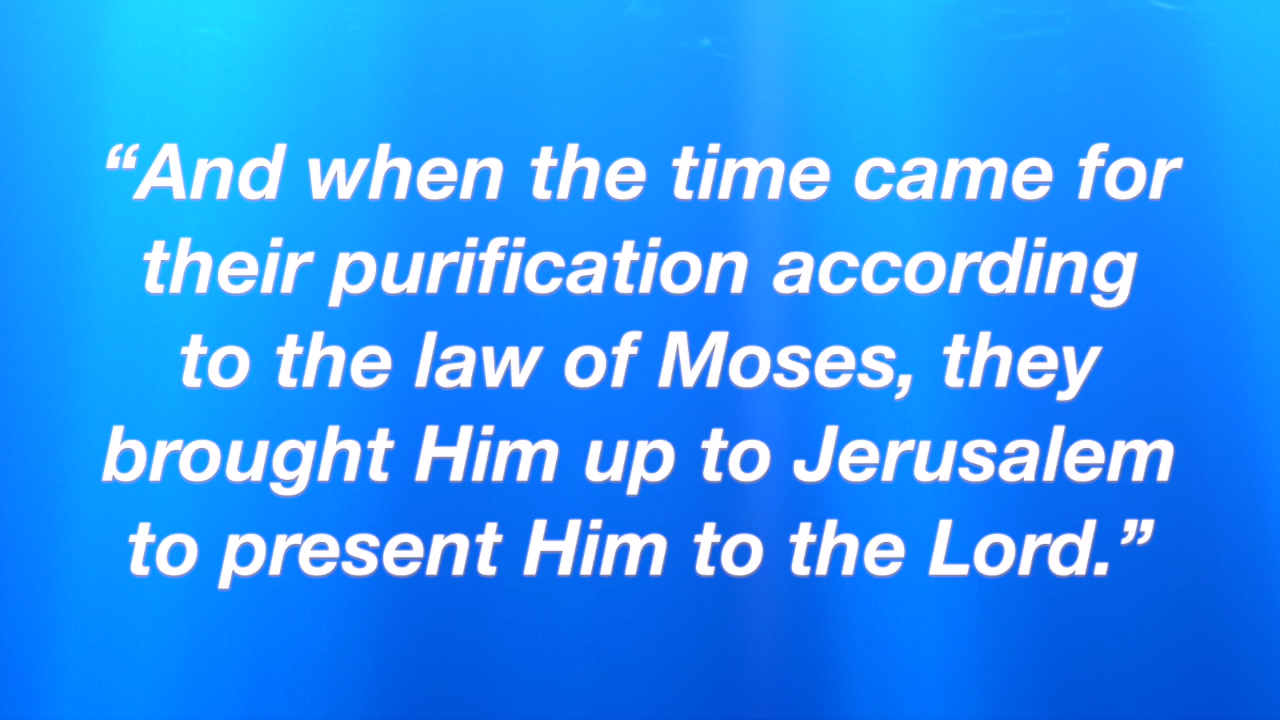 “And when the time came for
their purification according
to the law of Moses, they
brought Him up to Jerusalem
to present Him to the Lord.”